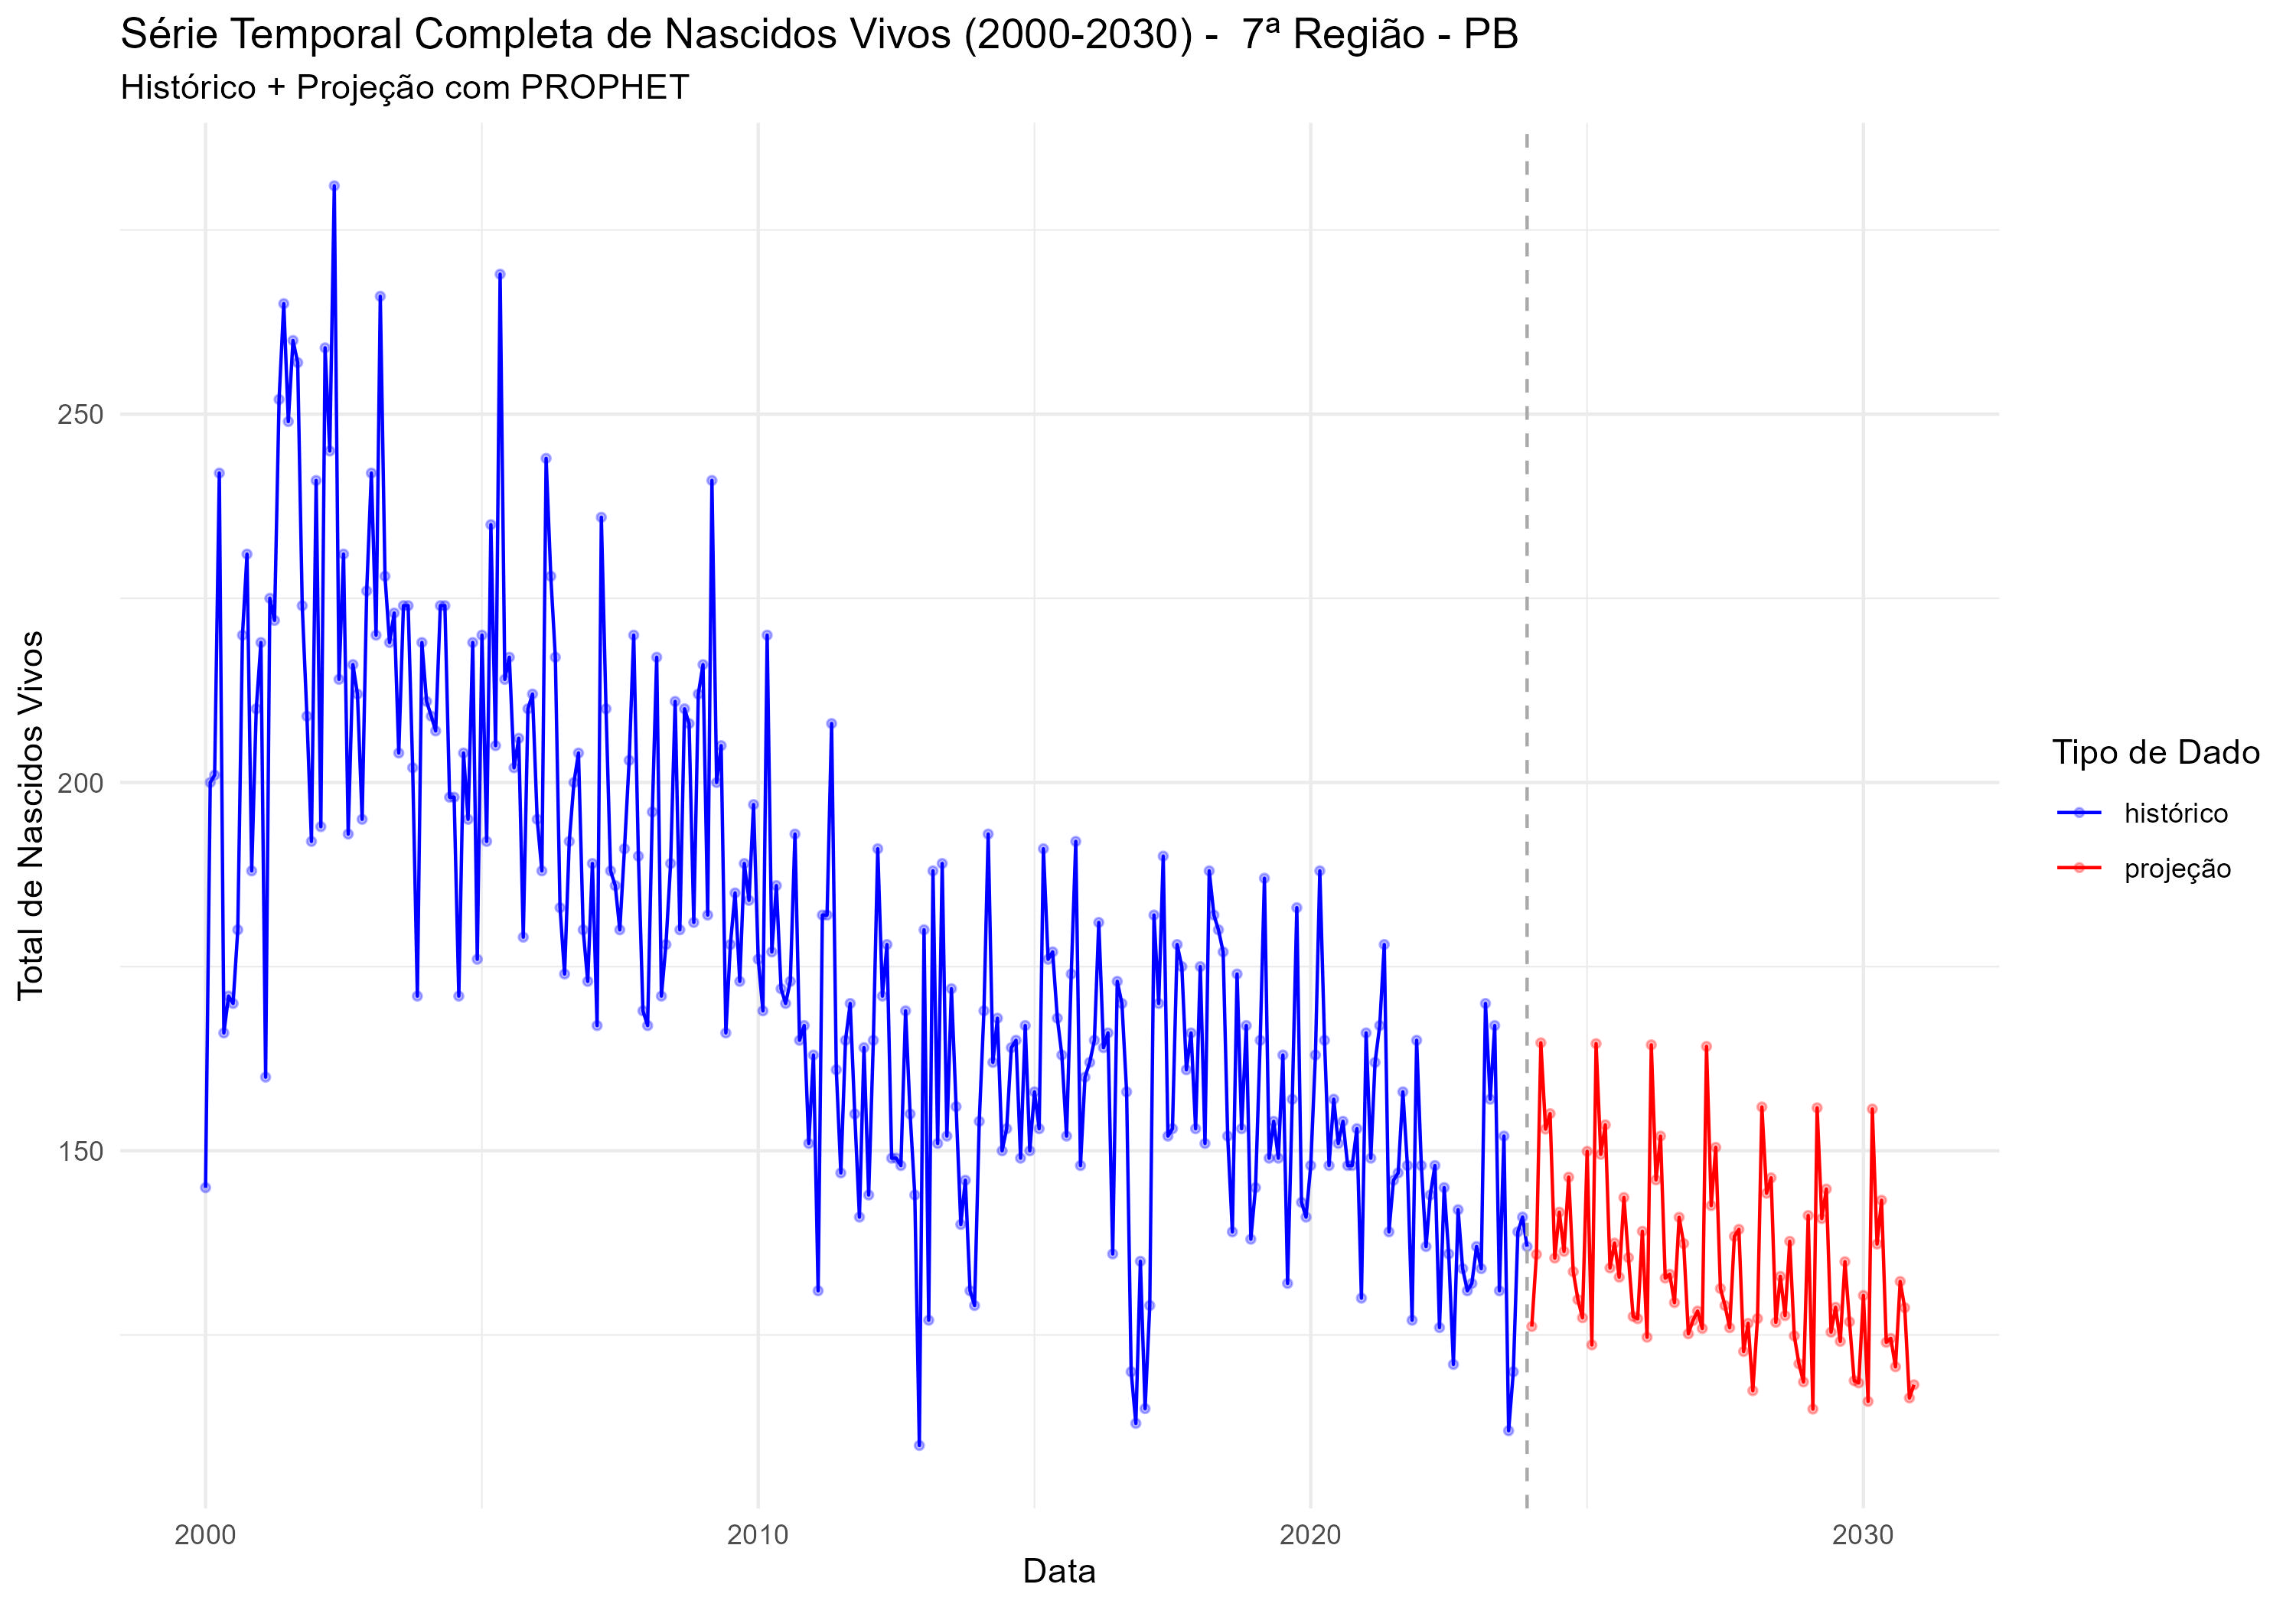 Série Temporal Completa de Nascidos Vivos (2000-2030) -  7ª Região - PB
Histórico + Projeção com PROPHET
Total de Nascidos Vivos
250
200
150
2000
2010
2020
2030
Data
Tipo de Dado
histórico
projeção